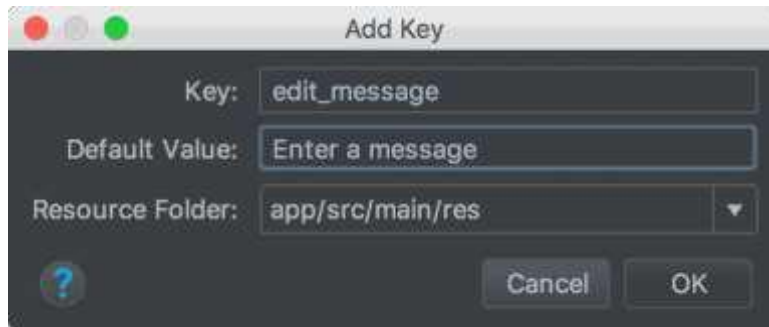 Add Key
Key: edit_message
Default Value: Enter a message
Resource Folder: app/src/main/res
? Cancel OK